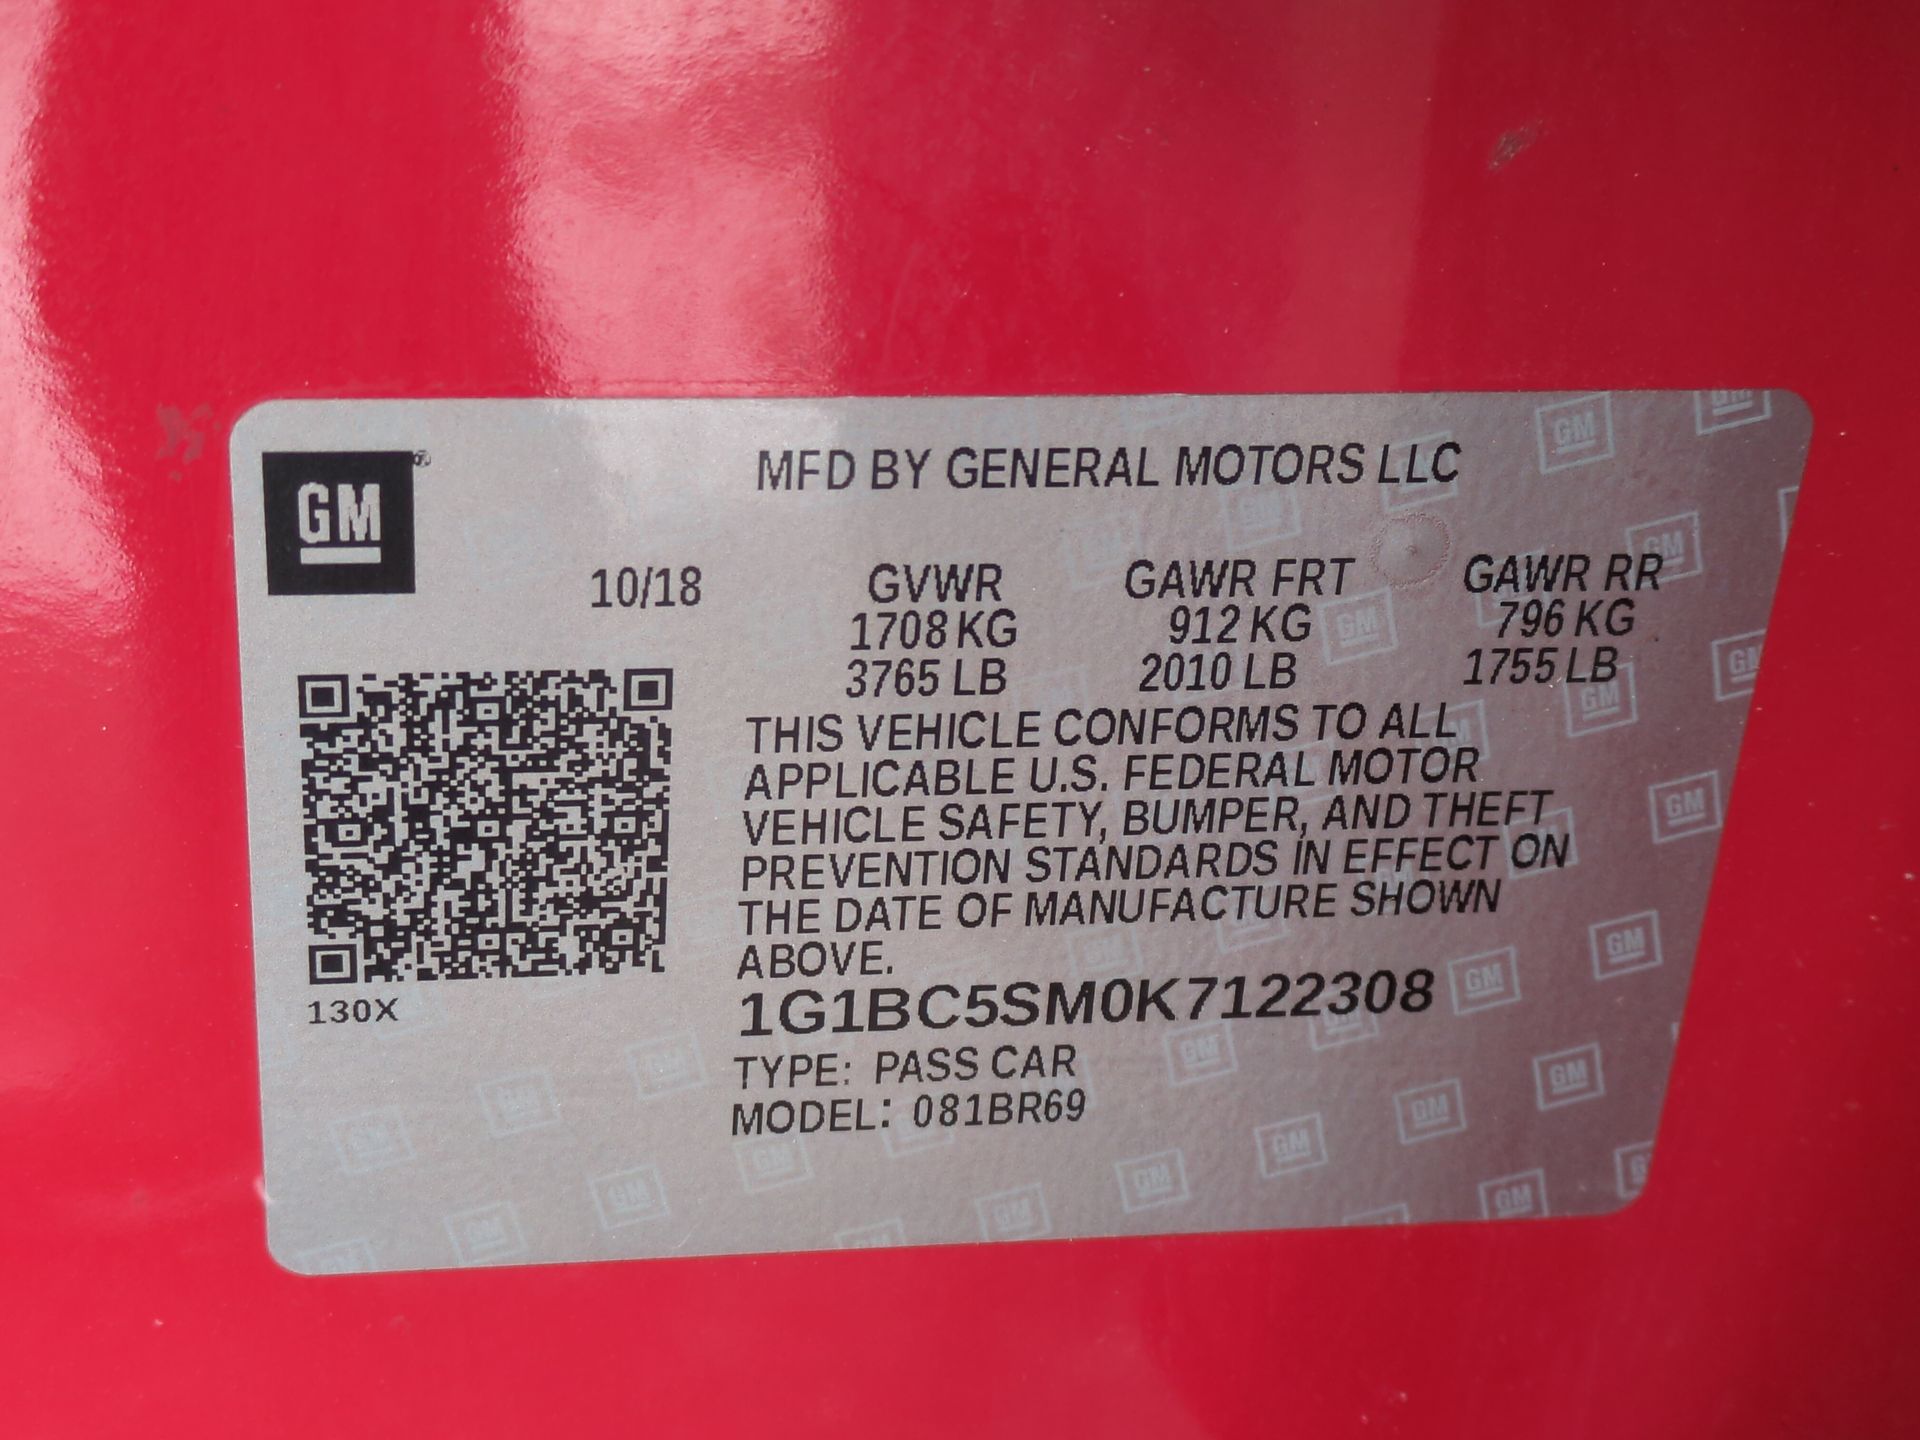 GM
MFD BY GENERAL MOTORS LLC
10/18 GVWR GAWR FRT GAWR RR
1708 KG 912 KG 796 KG
3765 LB 2010 LB 1755 LB
THIS VEHICLE CONFORMS TO ALL
APPLICABLE U.S. FEDERAL MOTOR
VEHICLE SAFETY, BUMPER, AND THEFT
PREVENTION STANDARDS IN EFFECT ON
THE DATE OF MANUFACTURE SHOWN
ABOVE.
130X
1G1BC5SM0K7122308
TYPE: PASS CAR
MODEL: 081BR69